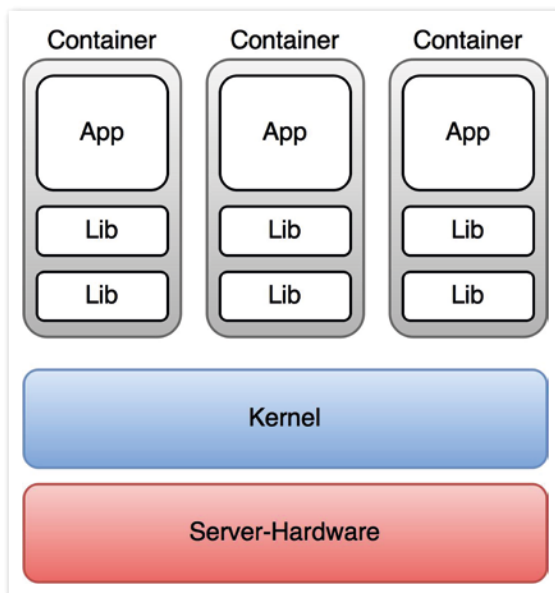 Container Container Container
App App App
Lib Lib Lib
Lib Lib Lib
Kernel
Server-Hardware